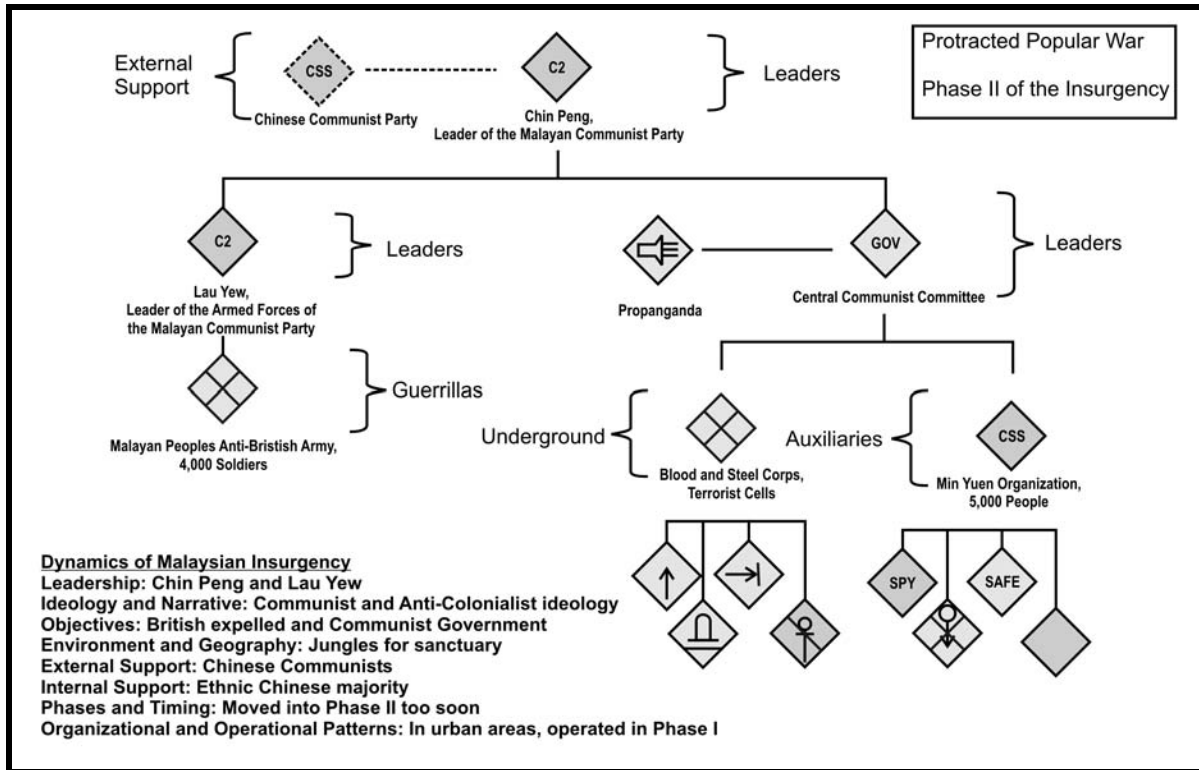 External
Support
CSS
Chinese Communist Party
C2
Chin Peng,
Leader of the Malayan Communist Party
Leaders
Protracted Popular War
Phase II of the Insurgency
C2
Leaders
Lau Yew,
Leader of the Armed Forces of
the Malayan Communist Party
Propaganda
GOV
Central Communist Committee
Leaders
Guerrillas
Malayan Peoples Anti-Bristish Army,
4,000 Soldiers
Underground
Blood and Steel Corps,
Terrorist Cells
Auxiliaries
CSS
Min Yuen Organization,
5,000 People
SPY
SAFE
Dynamics of Malaysian Insurgency
Leadership: Chin Peng and Lau Yew
Ideology and Narrative: Communist and Anti-Colonialist ideology
Objectives: British expelled and Communist Government
Environment and Geography: Jungles for sanctuary
External Support: Chinese Communists
Internal Support: Ethnic Chinese majority
Phases and Timing: Moved into Phase II too soon
Organizational and Operational Patterns: In urban areas, operated in Phase I